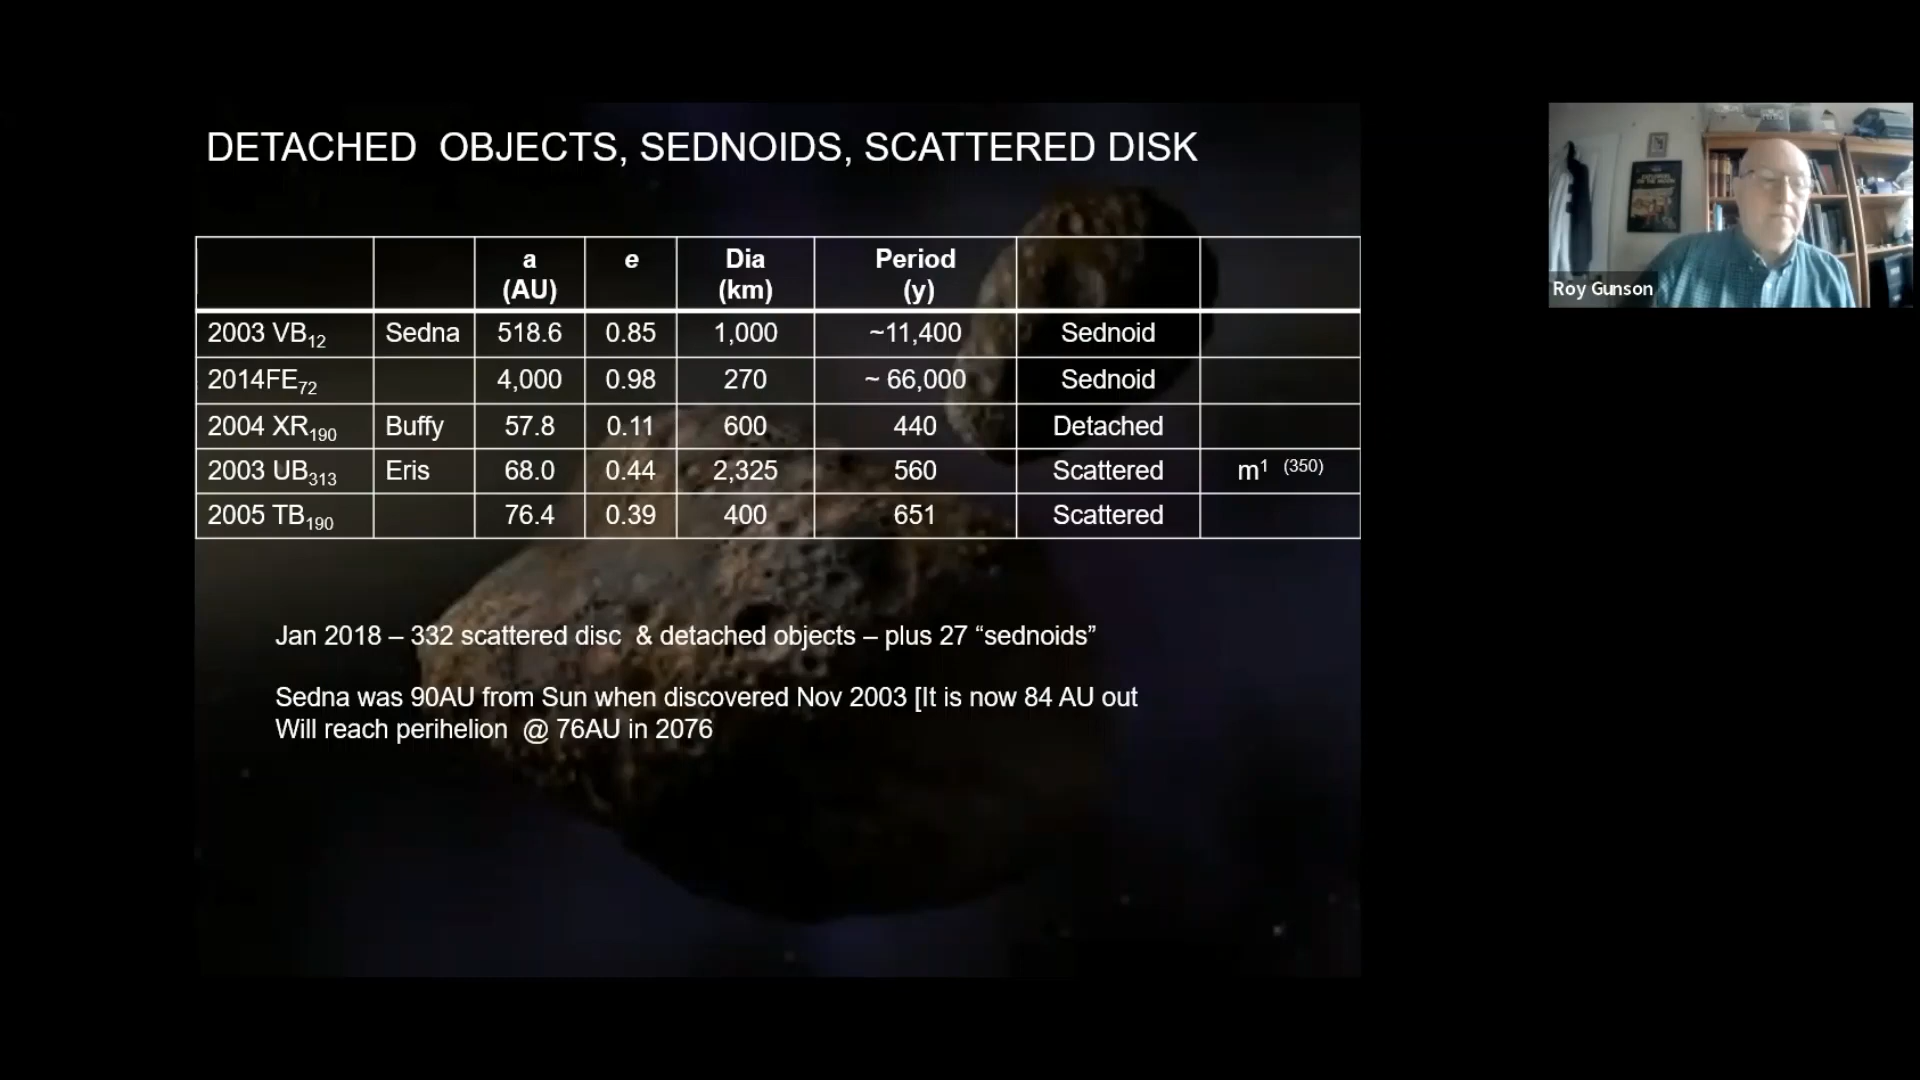 DETACHED OBJECTS, SEDNOIDS, SCATTERED DISK
a (AU) e Dia (km) Period (y)
2003 VB12 Sedna 518.6 0.85 1,000 ~11,400 Sednoid
2014FE72 4,000 0.98 270 ~ 66,000 Sednoid
2004 XR190 Buffy 57.8 0.11 600 440 Detached
2003 UB313 Eris 68.0 0.44 2,325 560 Scattered m1 (350)
2005 TB190 76.4 0.39 400 651 Scattered
Jan 2018 – 332 scattered disc & detached objects – plus 27 “sednoids”
Sedna was 90AU from Sun when discovered Nov 2003 [It is now 84 AU out
Will reach perihelion @ 76AU in 2076
EXPLORERS
ON THE MOON
Roy Gunson